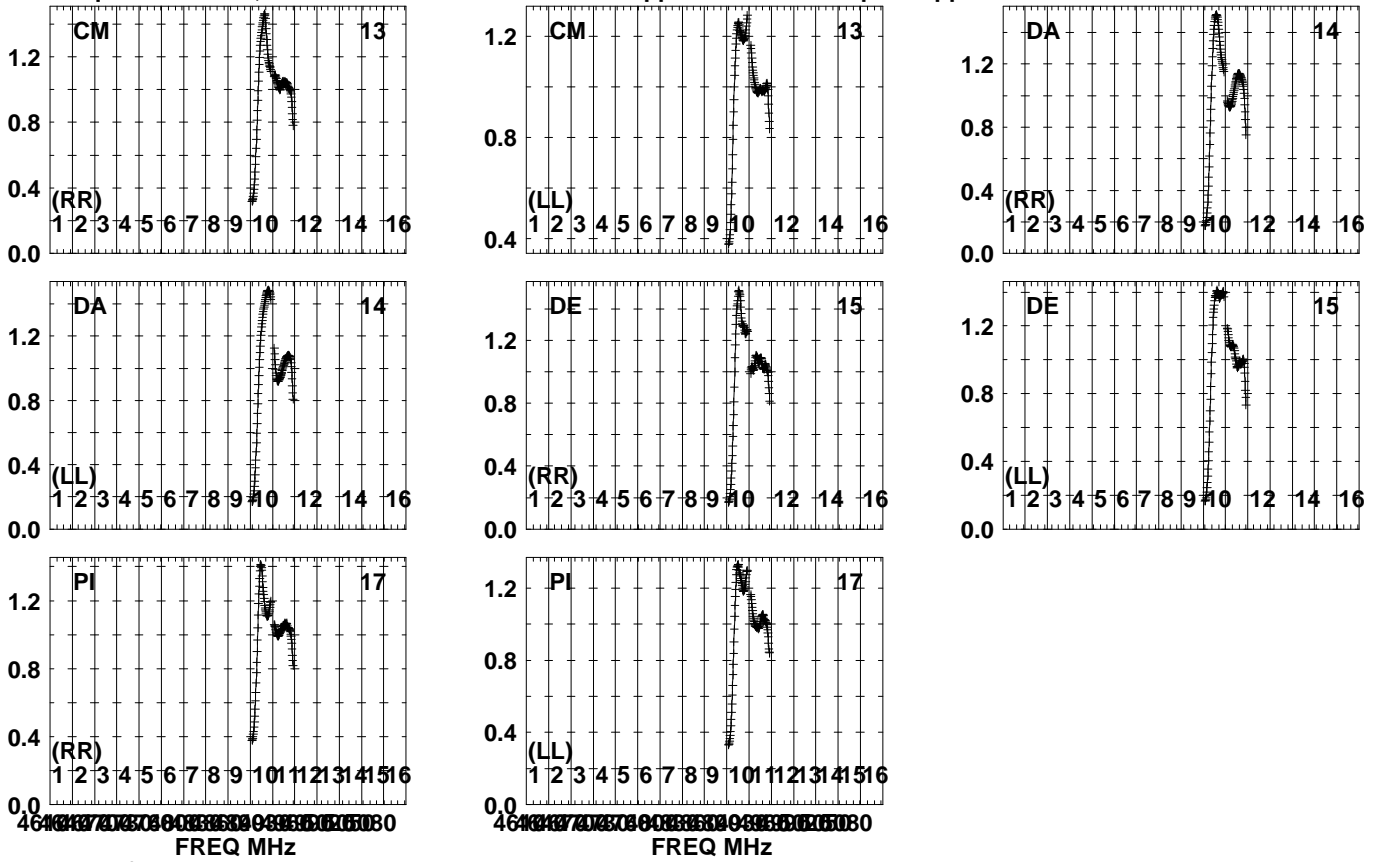 CM 13 CM 13 DA 14
1.2 1.2 1.2
0.8 0.8 0.8
0.4 0.4 0.4
(RR) (LL) (RR)
1 2 3 4 5 6 7 8 9 10 12 14 16 1 2 3 4 5 6 7 8 9 10 12 14 16 1 2 3 4 5 6 7 8 9 10 12 14 16
0.0 0.0
DA 14 DE 15 DE 15
1.2 1.2 1.2
0.8 0.8 0.8
0.4 0.4 0.4
(LL) (RR) (LL)
1 2 3 4 5 6 7 8 9 10 12 14 16 1 2 3 4 5 6 7 8 9 10 12 14 16 1 2 3 4 5 6 7 8 9 10 12 14 16
0.0 0.0 0.0
PI 17 PI 17
1.2 1.2
0.8 0.8
0.4 0.4
(RR) (LL)
1 2 3 4 5 6 7 8 9 10 11 12 13 14 15 16 1 2 3 4 5 6 7 8 9 10 11 12 13 14 15 16
0.0 0.0
FREQ MHz FREQ MHz